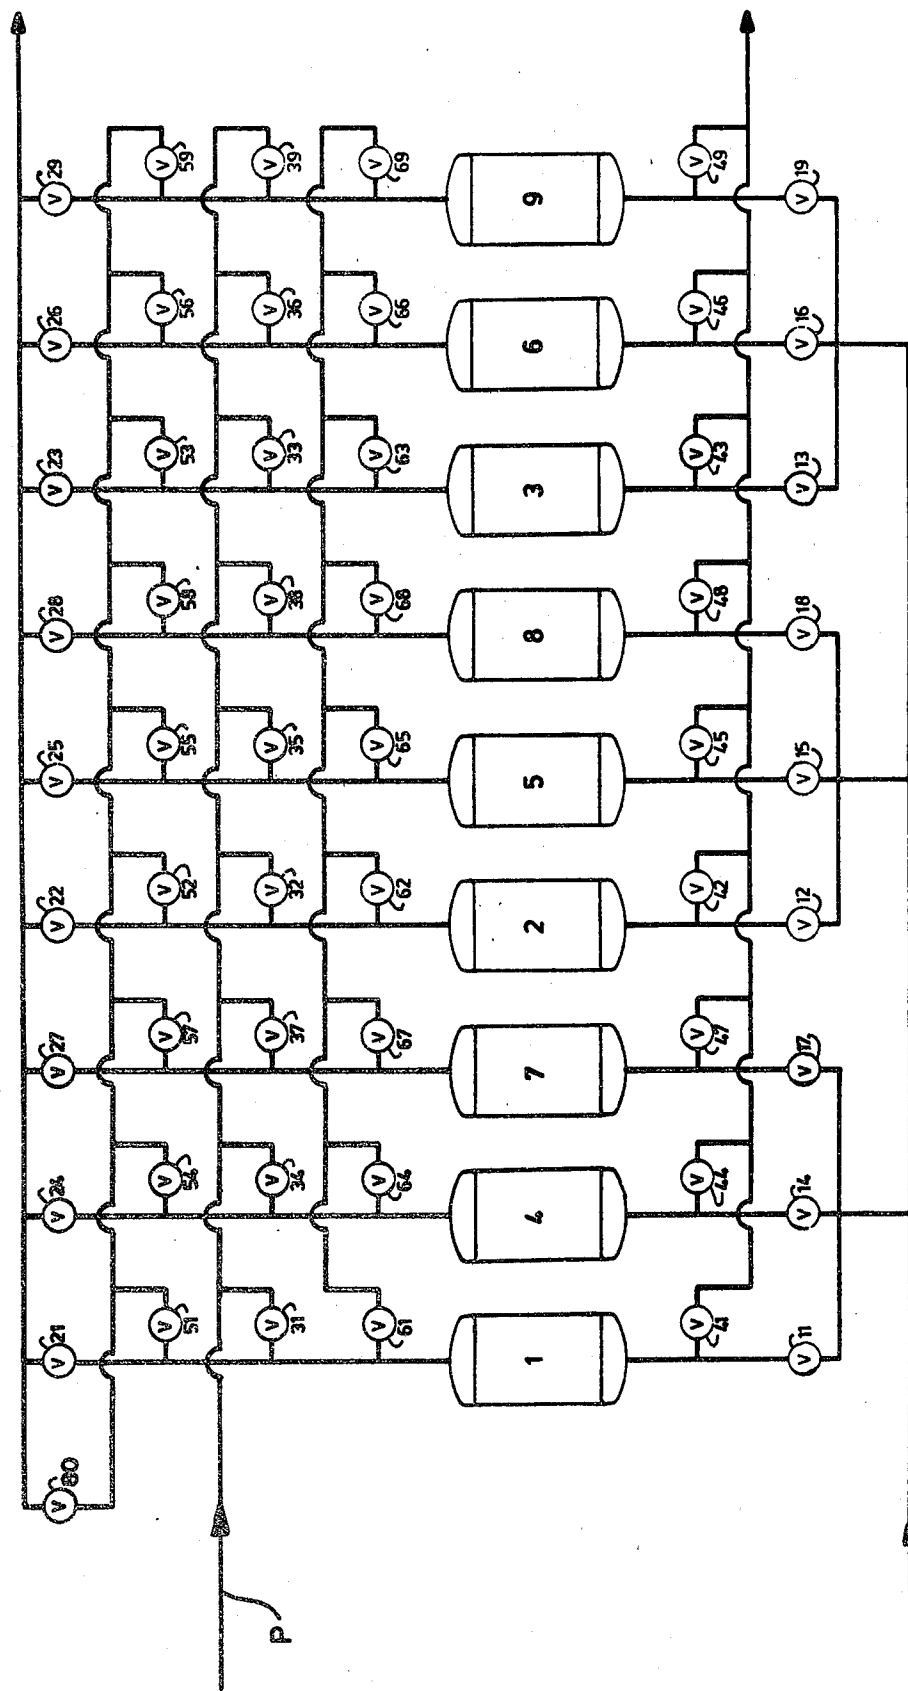 V 80 V 21 V 24 V 27 V 22 V 25 V 28 V 23 V 26 V 29
V 51 V 54 V 57 V 52 V 55 V 58 V 53 V 56 V 59
P
V 31 V 34 V 37 V 32 V 35 V 38 V 33 V 36 V 39
V 61 V 64 V 67 V 62 V 65 V 68 V 63 V 66 V 69
1 4 7 2 5 8 3 6 9
V 41 V 44 V 47 V 42 V 45 V 48 V 43 V 46 V 49
V 11 V 14 V 17 V 12 V 15 V 18 V 13 V 16 V 19